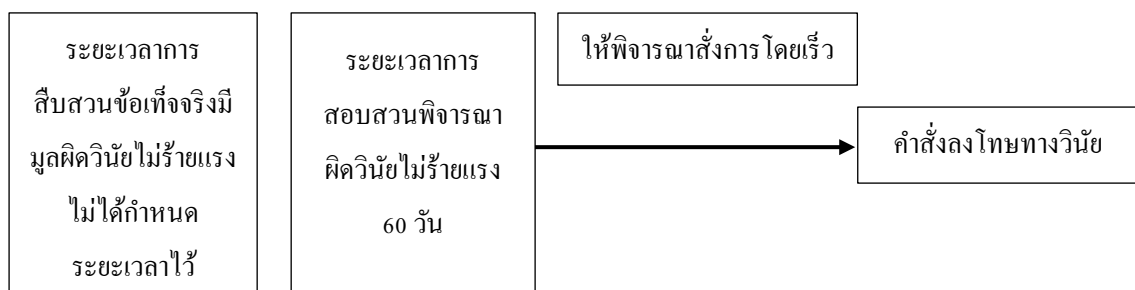 ระยะเวลาการ
สืบสวนข้อเท็จจริงมี
มูลผิดวินัยไม่ร้ายแรง
ไม่ได้กำหนด
ระยะเวลาไว้
ระยะเวลาการ
สอบสวนพิจารณา
ผิดวินัยไม่ร้ายแรง
60 วัน
ให้พิจารณาสั่งการโดยเร็ว
คำสั่งลงโทษทางวินัย